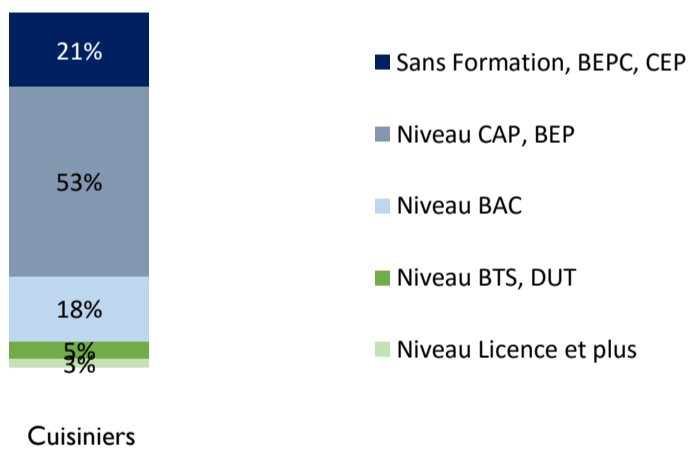 21%
53%
18%
5%
3%
Cuisiniers
Sans Formation, BEPC, CEP
Niveau CAP, BEP
Niveau BAC
Niveau BTS, DUT
Niveau Licence et plus